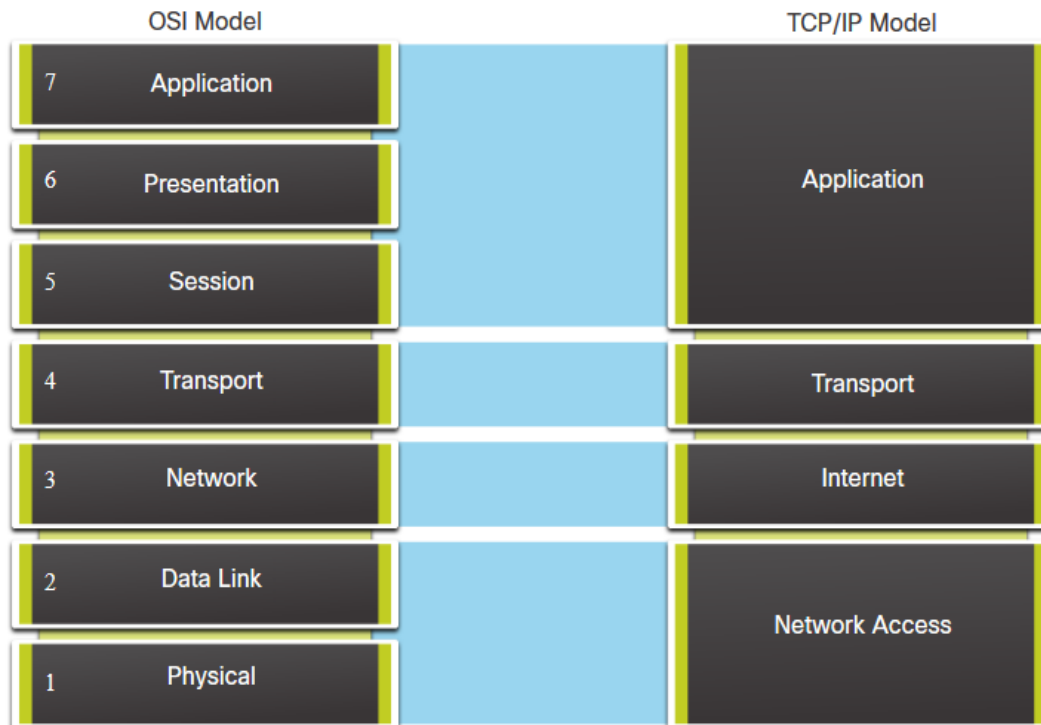 OSI Model
TCP/IP Model
7 Application
6 Presentation
5 Session
4 Transport
3 Network
2 Data Link
1 Physical
Application
Transport
Internet
Network Access